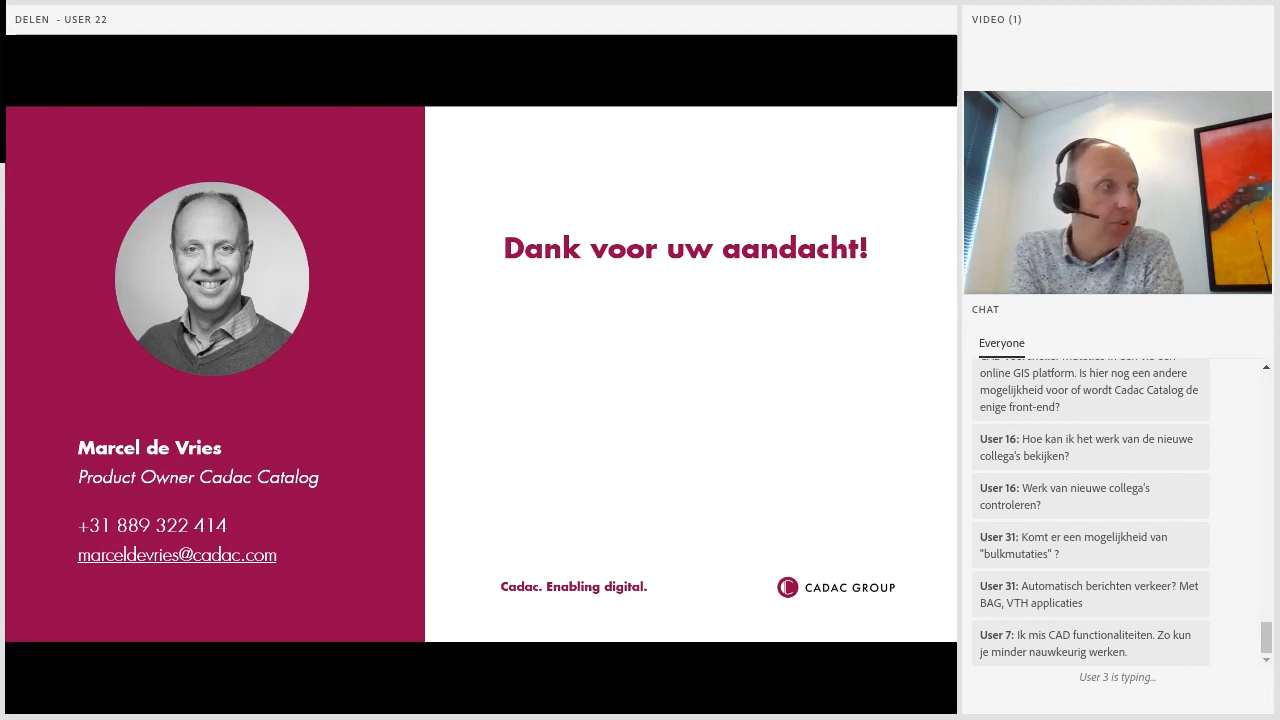 DELEN - USER 22
Dank voor uw aandacht!
Marcel de Vries
Product Owner Cadac Catalog
+31 889 322 414
marceldevries@cadac.com
Cadac. Enabling digital.
CADAC GROUP
VIDEO (1)
CHAT
Everyone
online GIS platform. Is hier nog een andere
mogelijkheid voor of wordt Cadac Catalog de
enige front-end?
User 16: Hoe kan ik het werk van de nieuwe
collega's bekijken?
User 16: Werk van nieuwe collega's
controleren?
User 31: Komt er een mogelijkheid van
"bulkmutaties" ?
User 31: Automatisch berichten verkeer? Met
BAG, VTH applicaties
User 7: Ik mis CAD functionaliteiten. Zo kun
je minder nauwkeurig werken.
User 3 is typing...